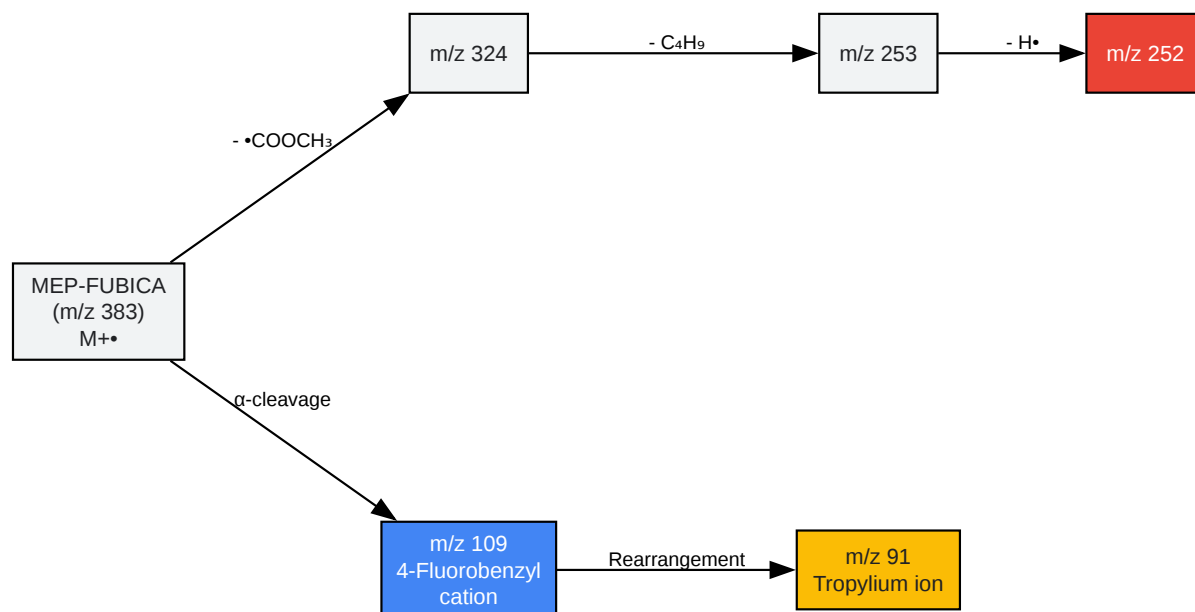 m/z 324
- C₄H₉
m/z 253
- H•
m/z 252
- •COOCH₃
MEP-FUBICA
(m/z 383)
M+•
α-cleavage
m/z 109
4-Fluorobenzyl
cation
Rearrangement
m/z 91
Tropylium ion